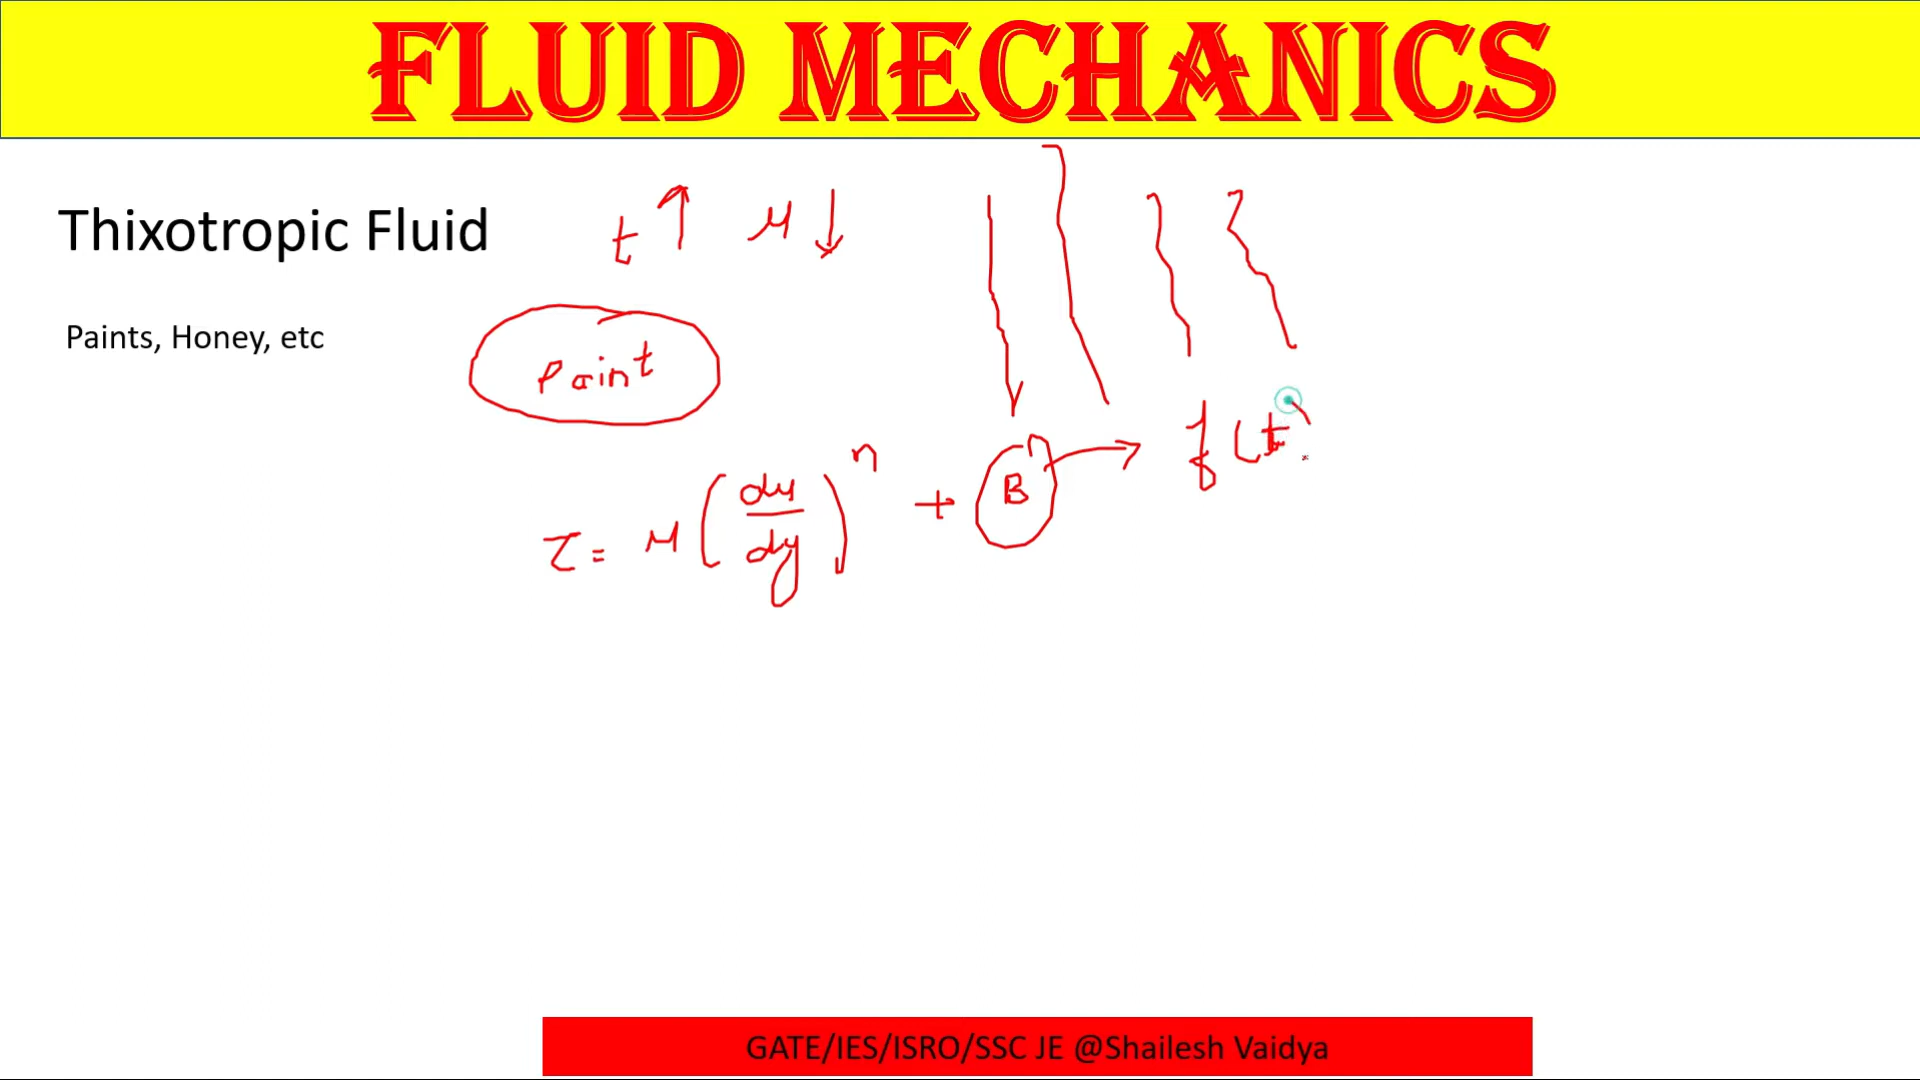 FLUID MECHANICS
Thixotropic Fluid
t ↑ μ ↓
Paints, Honey, etc
Paint
τ = μ (du/dy)^n + B → f(t)
GATE/IES/ISRO/SSC JE @Shailesh Vaidya